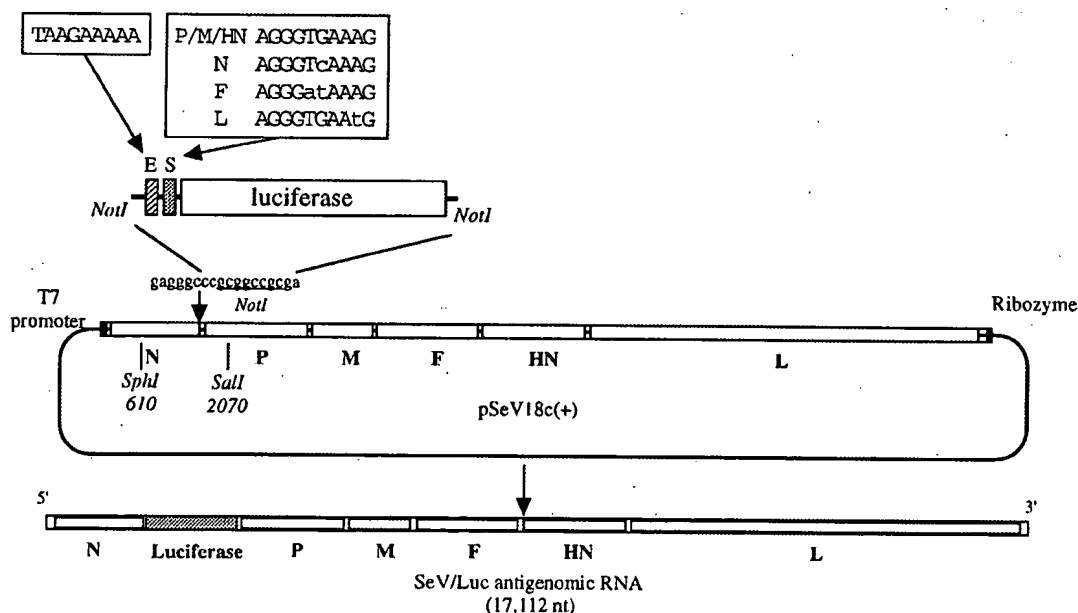 TAAGAAAAA
P/M/HN AGGGTGAAAG
N AGGGTcAAAG
F AGGGatAAAG
L AGGGTGAAtG
E S
luciferase
NotI NotI
gagggcccgcggccgcga
NotI
T7
promoter
Ribozyme
N P M F HN L
SphI
610
SalI
2070
pSeV18c(+)
5' 3'
N Luciferase P M F HN L
SeV/Luc antigenomic RNA
(17,112 nt)